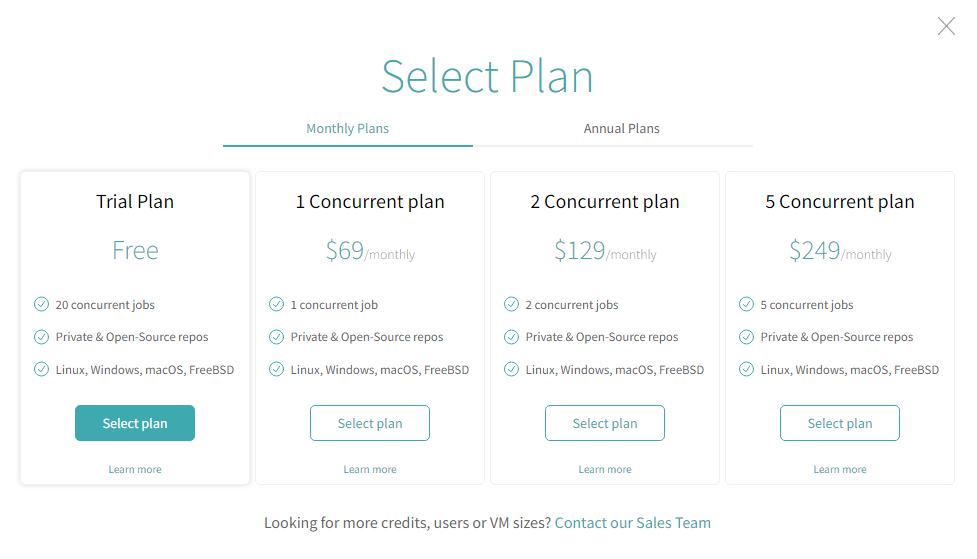 Select Plan
Monthly Plans
Annual Plans
Trial Plan
Free
20 concurrent jobs
Private & Open-Source repos
Linux, Windows, macOS, FreeBSD
Select plan
Learn more
1 Concurrent plan
$69/monthly
1 concurrent job
Private & Open-Source repos
Linux, Windows, macOS, FreeBSD
Select plan
Learn more
2 Concurrent plan
$129/monthly
2 concurrent jobs
Private & Open-Source repos
Linux, Windows, macOS, FreeBSD
Select plan
Learn more
5 Concurrent plan
$249/monthly
5 concurrent jobs
Private & Open-Source repos
Linux, Windows, macOS, FreeBSD
Select plan
Learn more
Looking for more credits, users or VM sizes? Contact our Sales Team